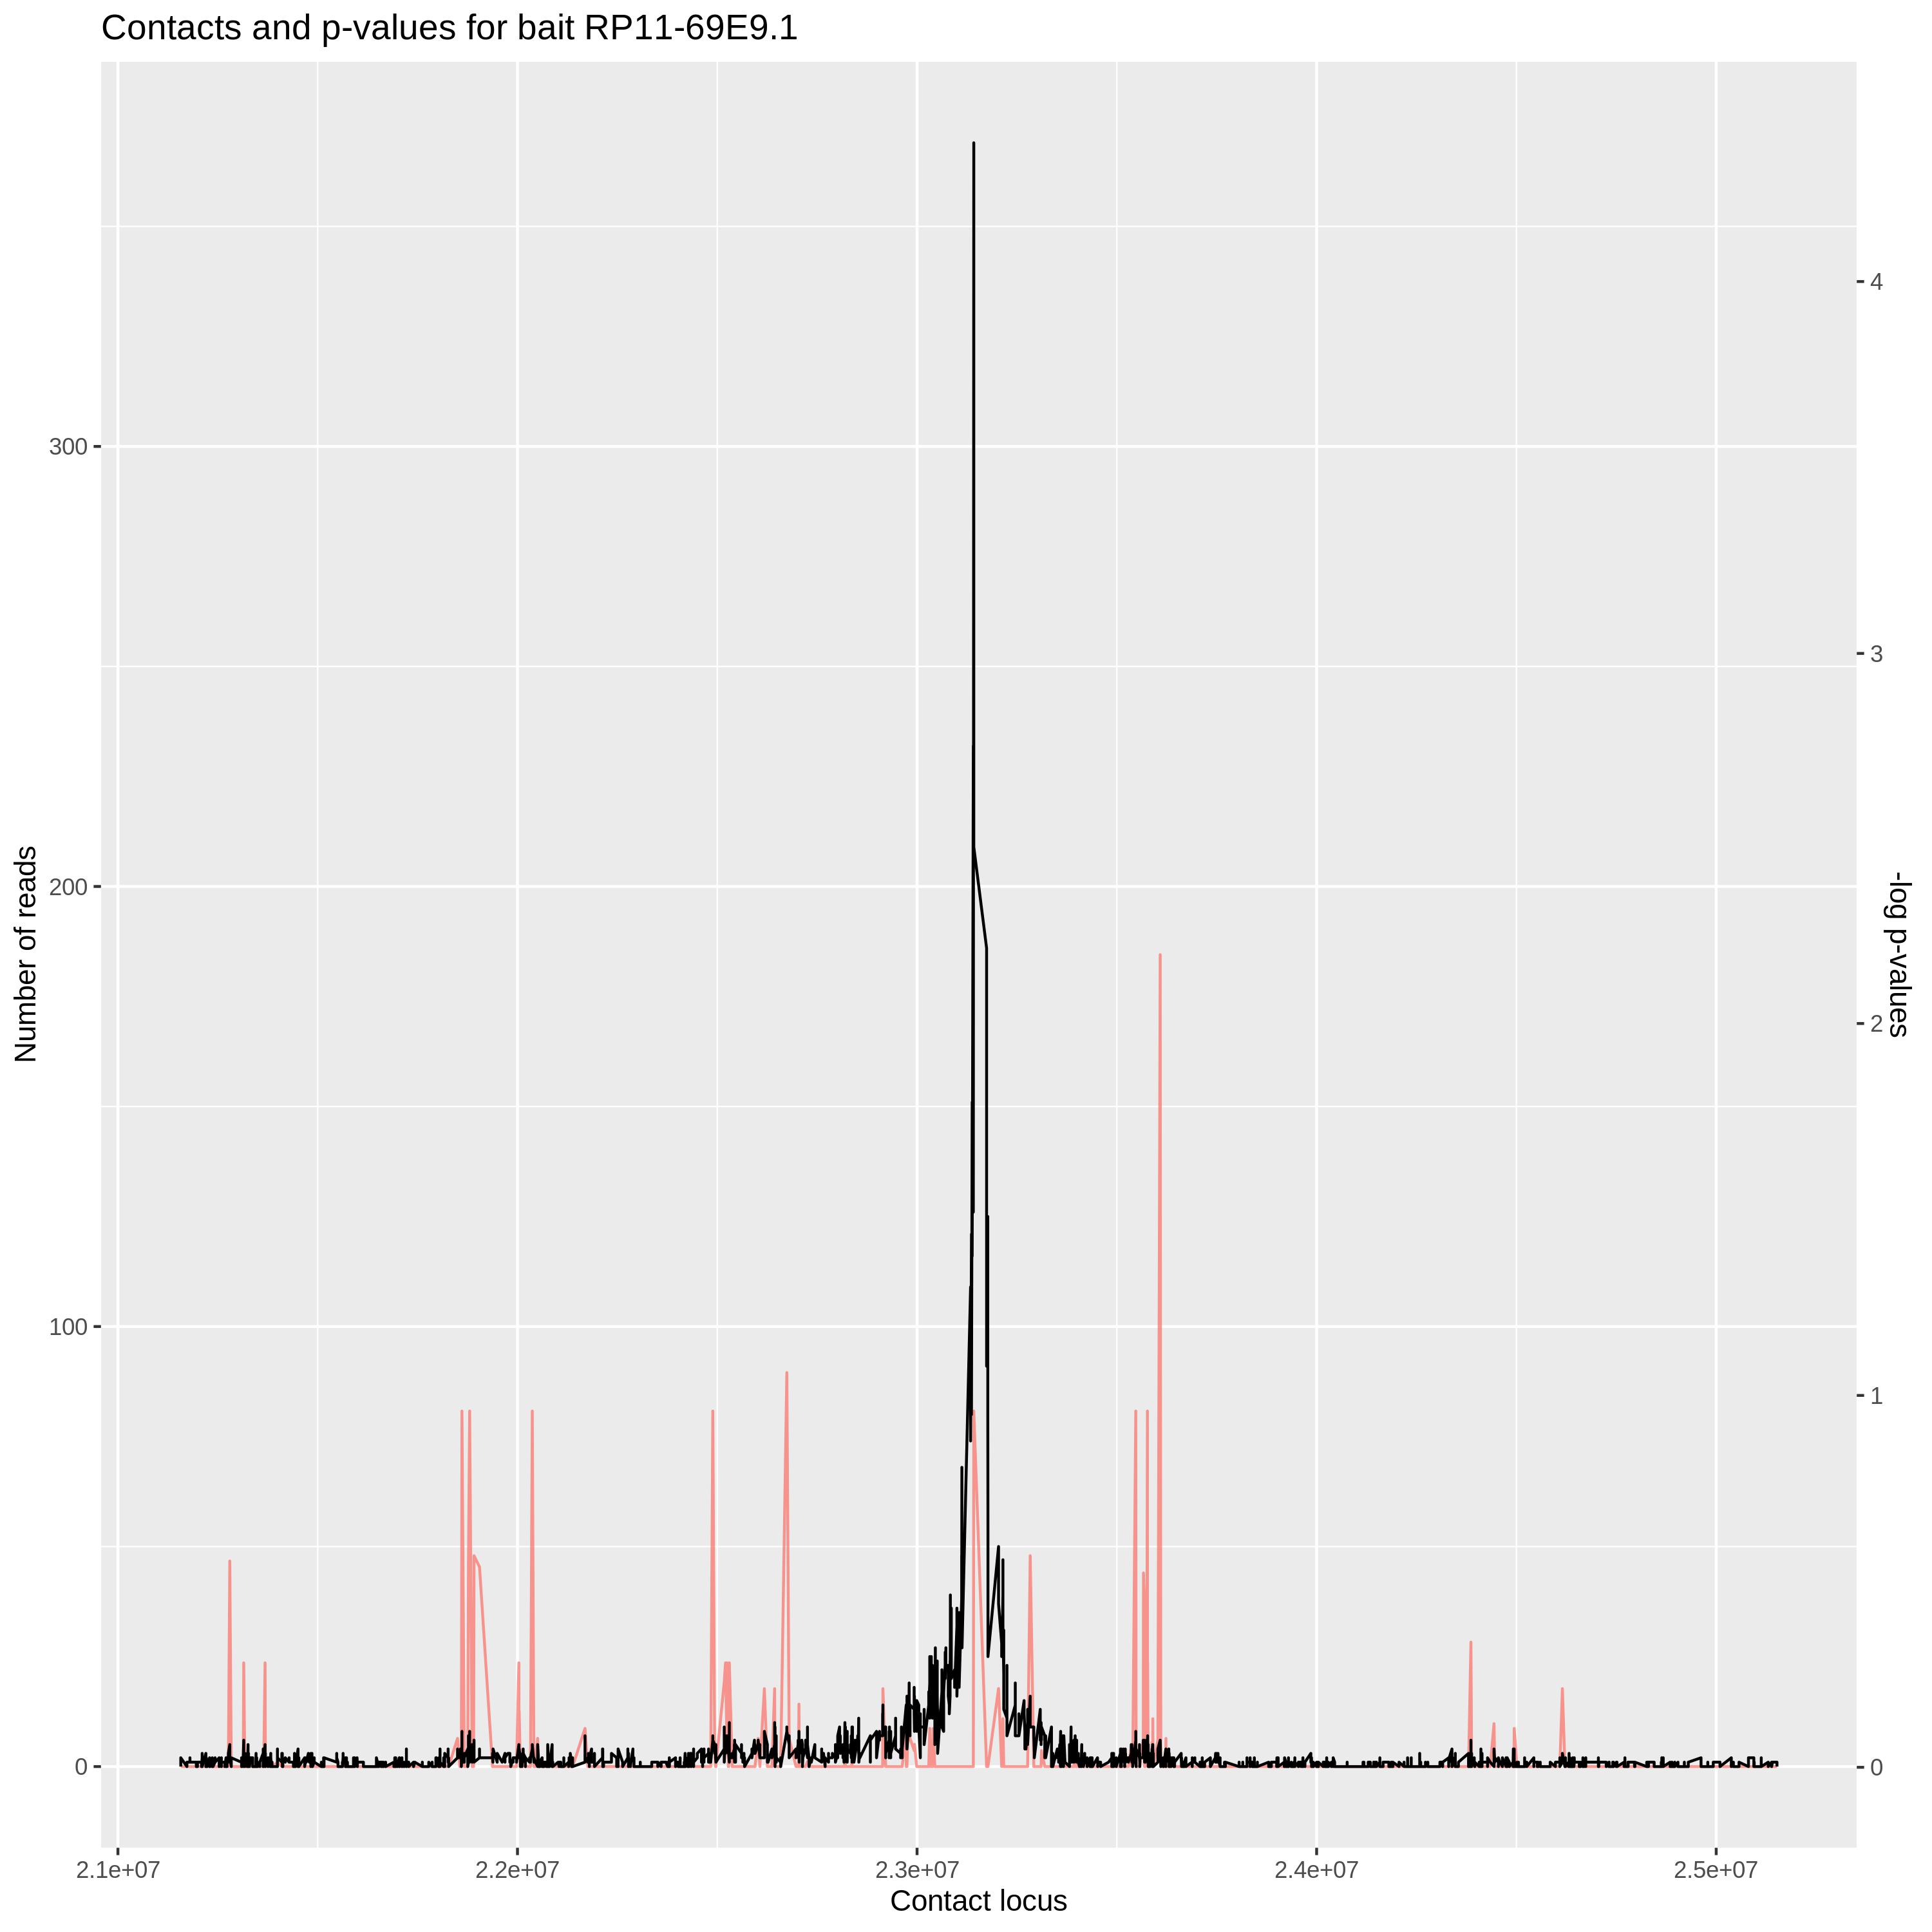 Contacts and p-values for bait RP11-69E9.1
Number of reads
300
200
100
0
4
3
2
1
0
-log p-values
2.1e+07 2.2e+07 2.3e+07 2.4e+07 2.5e+07
Contact locus